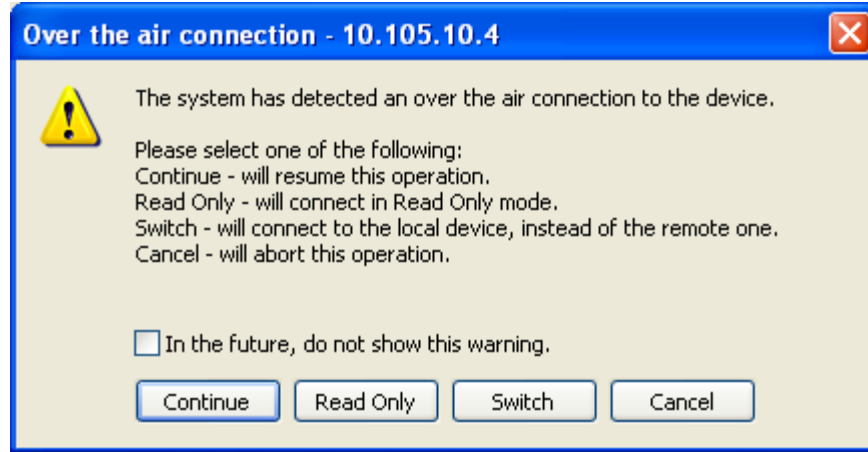 Over the air connection - 10.105.10.4
The system has detected an over the air connection to the device.
Please select one of the following:
Continue - will resume this operation.
Read Only - will connect in Read Only mode.
Switch - will connect to the local device, instead of the remote one.
Cancel - will abort this operation.
In the future, do not show this warning.
Continue Read Only Switch Cancel